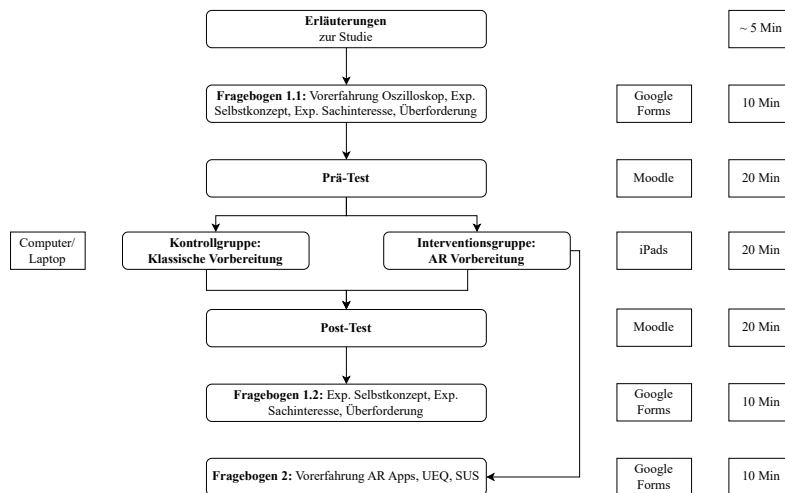 Erläuterungen
zur Studie
~ 5 Min
Fragebogen 1.1: Vorerfahrung Oszilloskop, Exp.
Selbstkonzept, Exp. Sachinteresse, Überforderung
Google
Forms
10 Min
Prä-Test
Moodle
20 Min
Computer/
Laptop
Kontrollgruppe:
Klassische Vorbereitung
Interventionsgruppe:
AR Vorbereitung
iPads
20 Min
Post-Test
Moodle
20 Min
Fragebogen 1.2: Exp. Selbstkonzept, Exp.
Sachinteresse, Überforderung
Google
Forms
10 Min
Fragebogen 2: Vorerfahrung AR Apps, UEQ, SUS
Google
Forms
10 Min